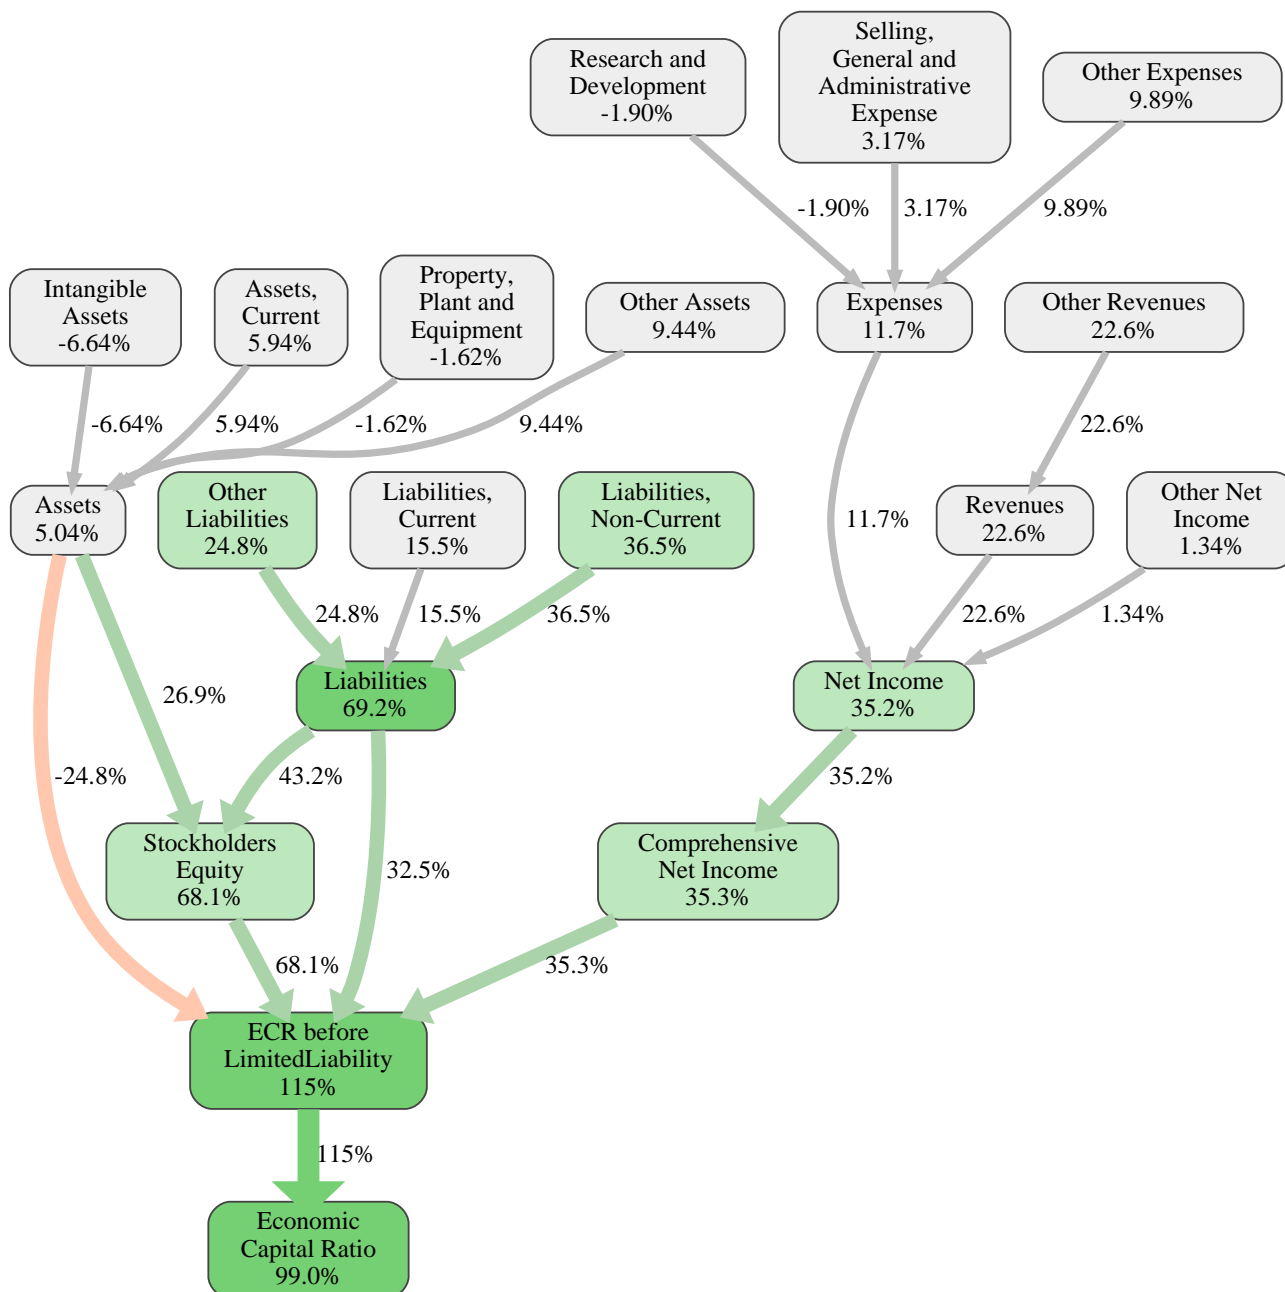 Research and
Development
-1.90%
Selling,
General and
Administrative
Expense
3.17%
Other Expenses
9.89%
-1.90%
3.17%
9.89%
Intangible
Assets
-6.64%
Assets,
Current
5.94%
Property,
Plant and
Equipment
-1.62%
Other Assets
9.44%
Expenses
11.7%
Other Revenues
22.6%
-6.64%
5.94%
-1.62%
9.44%
22.6%
Assets
5.04%
Other
Liabilities
24.8%
Liabilities,
Current
15.5%
Liabilities,
Non-Current
36.5%
11.7%
Revenues
22.6%
Other Net
Income
1.34%
24.8%
15.5%
36.5%
22.6%
1.34%
Liabilities
69.2%
Net Income
35.2%
26.9%
-24.8%
43.2%
35.2%
Stockholders
Equity
68.1%
32.5%
Comprehensive
Net Income
35.3%
68.1%
35.3%
ECR before
LimitedLiability
115%
115%
Economic
Capital Ratio
99.0%